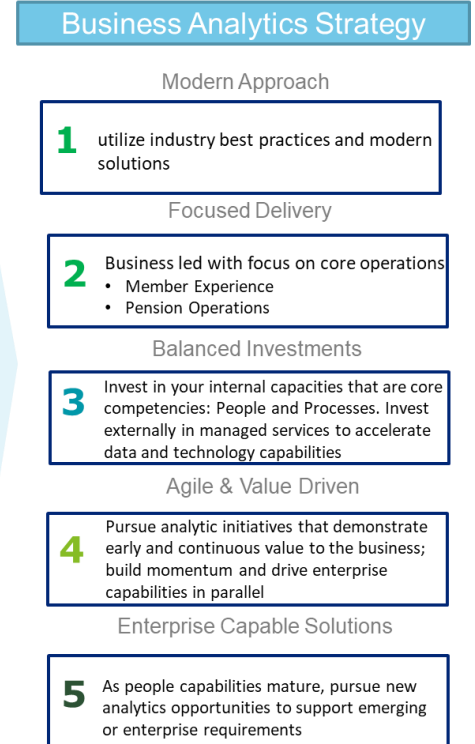 Business Analytics Strategy
Modern Approach
1
utilize industry best practices and modern
solutions
Focused Delivery
2
Business led with focus on core operations
• Member Experience
• Pension Operations
Balanced Investments
3
Invest in your internal capacities that are core
competencies: People and Processes. Invest
externally in managed services to accelerate
data and technology capabilities
Agile & Value Driven
4
Pursue analytic initiatives that demonstrate
early and continuous value to the business;
build momentum and drive enterprise
capabilities in parallel
Enterprise Capable Solutions
5
As people capabilities mature, pursue new
analytics opportunities to support emerging
or enterprise requirements